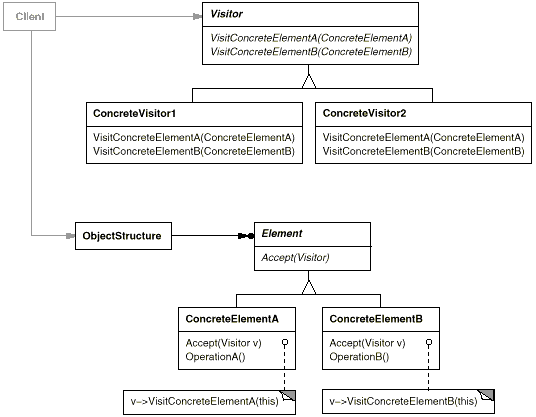 Client
Visitor
VisitConcreteElementA(ConcreteElementA)
VisitConcreteElementB(ConcreteElementB)
ConcreteVisitor1
VisitConcreteElementA(ConcreteElementA)
VisitConcreteElementB(ConcreteElementB)
ConcreteVisitor2
VisitConcreteElementA(ConcreteElementA)
VisitConcreteElementB(ConcreteElementB)
ObjectStructure
Element
Accept(Visitor)
ConcreteElementA
Accept(Visitor v)
OperationA()
ConcreteElementB
Accept(Visitor v)
OperationB()
v->VisitConcreteElementA(this)
v->VisitConcreteElementB(this)